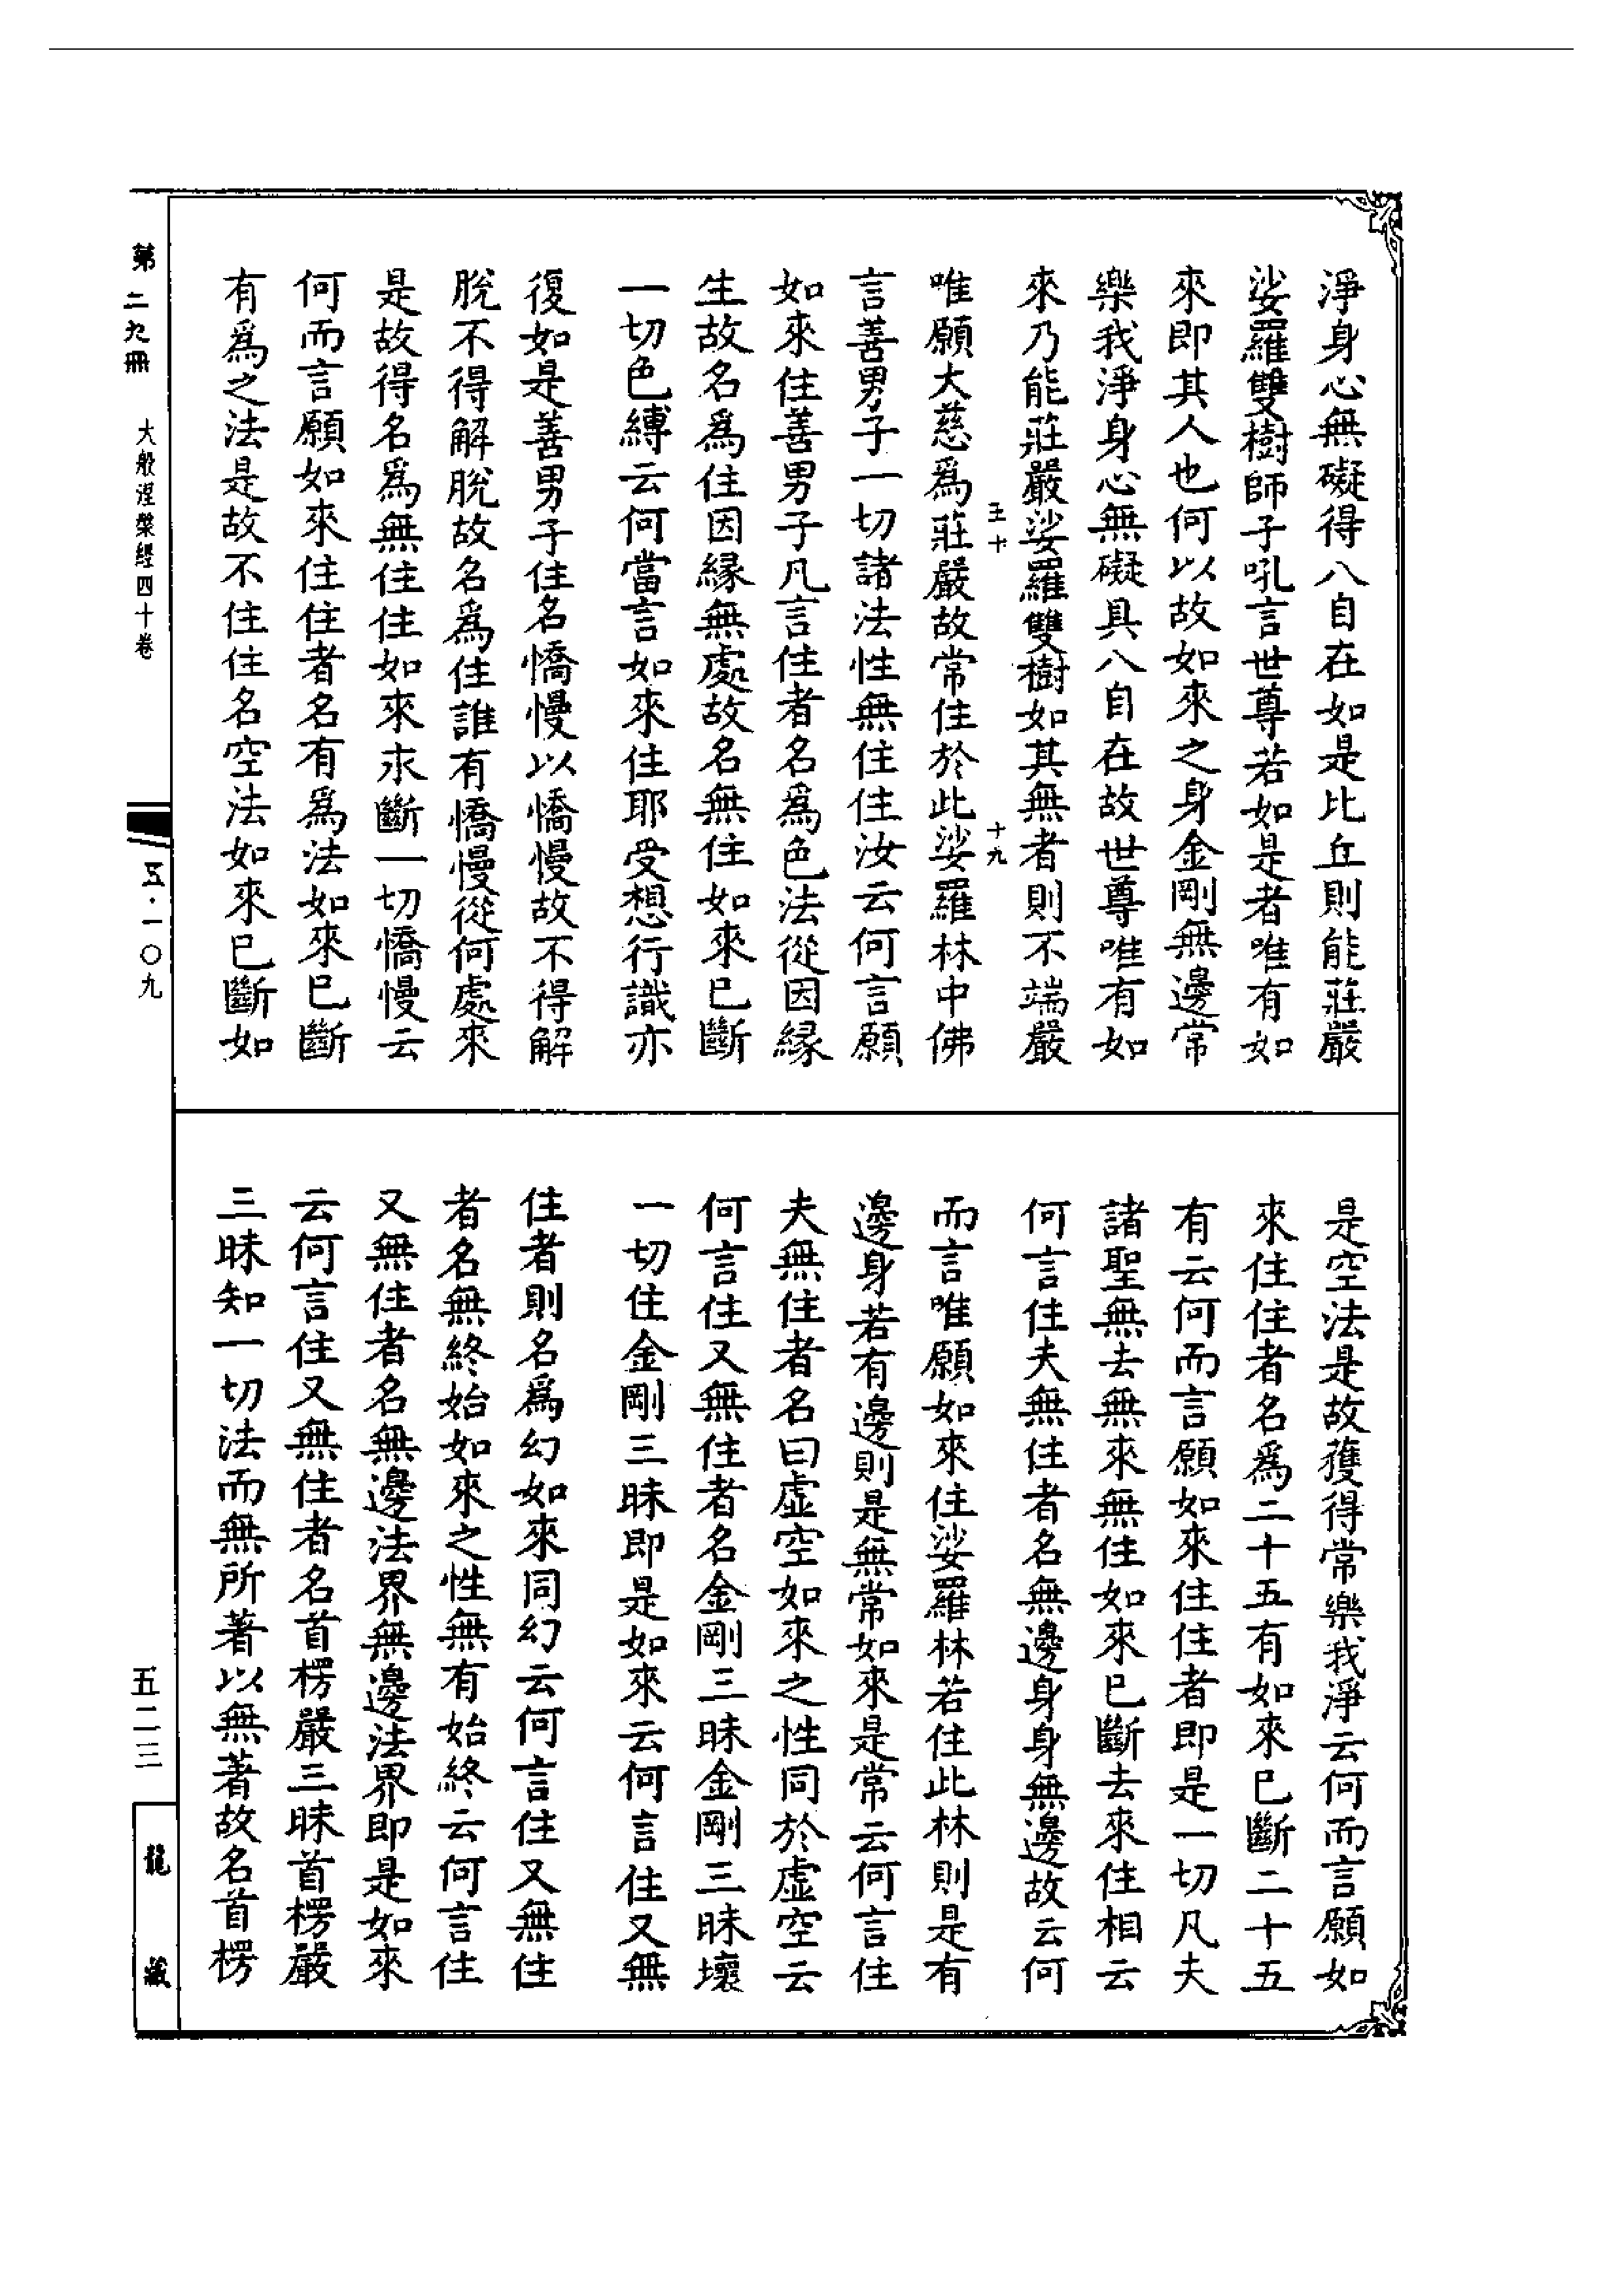 淨身心無礙得八自在如是比丘則能莊嚴
娑羅雙樹師子吼言世尊若如是者唯有如
來即其人也何以故如來之身金剛無邊常
樂我淨身心無礙具八自在故世尊唯有如
來乃能莊嚴娑羅雙樹如其無者則不端嚴
五十 十九
唯願大慈爲莊嚴故常住於此娑羅林中佛
言善男子一切諸法性無住住汝云何言願
如來住善男子凡言住者名爲色法從因緣
生故名爲住因緣無處故名無住如來已斷
一切色縛云何當言如來住耶受想行識亦
復如是善男子住名憍慢以憍慢故不得解
脫不得解脫故名爲住誰有憍慢從何處來
是故得名爲無住住如來永斷一切憍慢云
何而言願如來住住者名有爲法如來已斷
有爲之法是故不住住名空法如來已斷如
是空法是故獲得常樂我淨云何而言願如
來住住者名爲二十五有如來已斷二十五
有云何而言願如來住住者即是一切凡夫
諸聖無去無來無住如來已斷去來住相云
何言住夫無住者名無邊身身無邊故云何
而言唯願如來住娑羅林若住此林則是有
邊身若有邊則是無常如來是常云何言住
夫無住者名曰虛空如來之性同於虛空云
何言住又無住者名金剛三昧金剛三昧壞
一切住金剛三昧即是如來云何言住又無
住者則名爲幻如來同幻云何言住又無住
者名無終始如來之性無有始終云何言住
又無住者名無邊法界無邊法界即是如來
云何言住又無住者名首楞嚴三昧首楞嚴
三昧知一切法而無所著以無著故名首楞
第二九冊 大般涅槃經四十卷 五·一〇九
五二三
龍藏